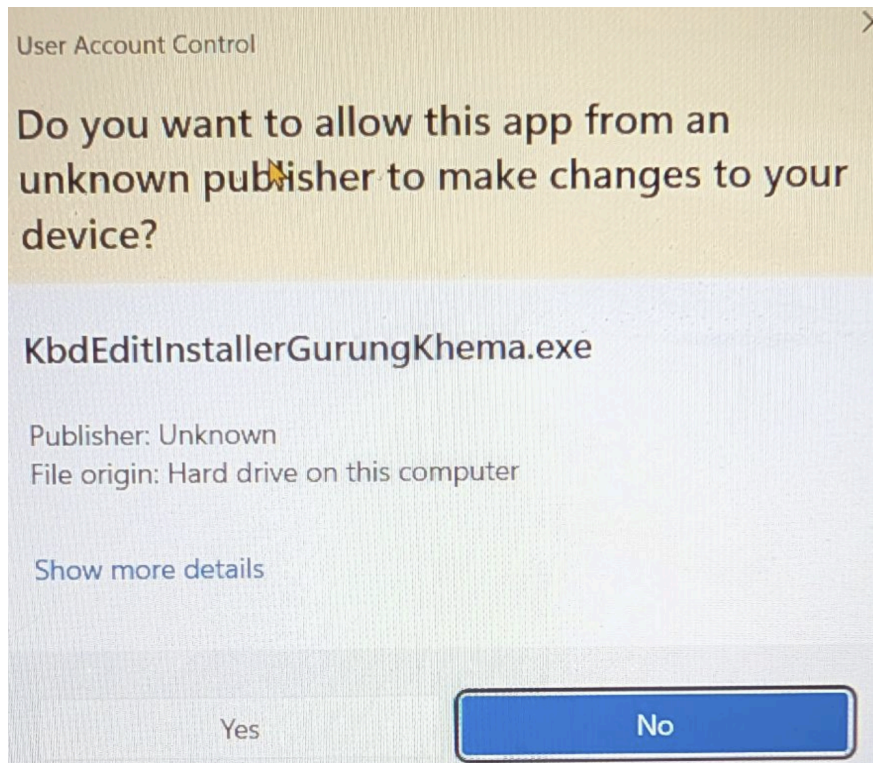 User Account Control
Do you want to allow this app from an
unknown publisher to make changes to your
device?
KbdEditInstallerGurungKhema.exe
Publisher: Unknown
File origin: Hard drive on this computer
Show more details
Yes
No